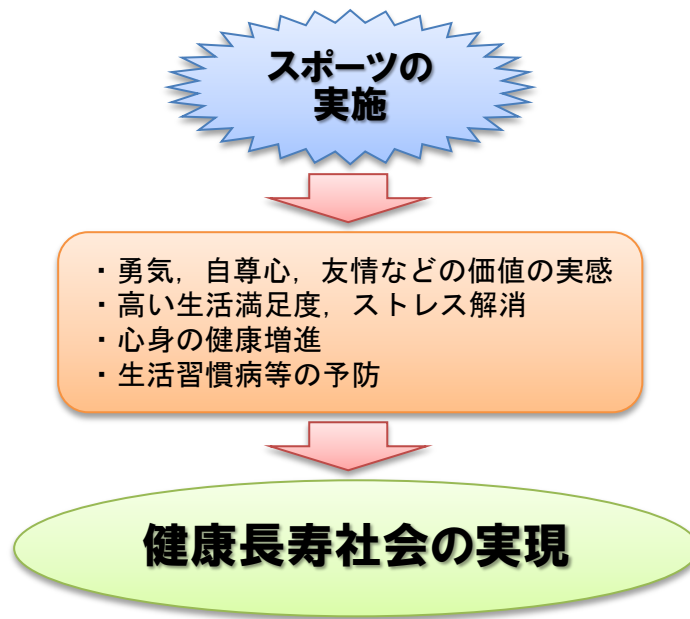 スポーツの
実施
・勇気，自尊心，友情などの価値の実感
・高い生活満足度，ストレス解消
・心身の健康増進
・生活習慣病等の予防
健康長寿社会の実現